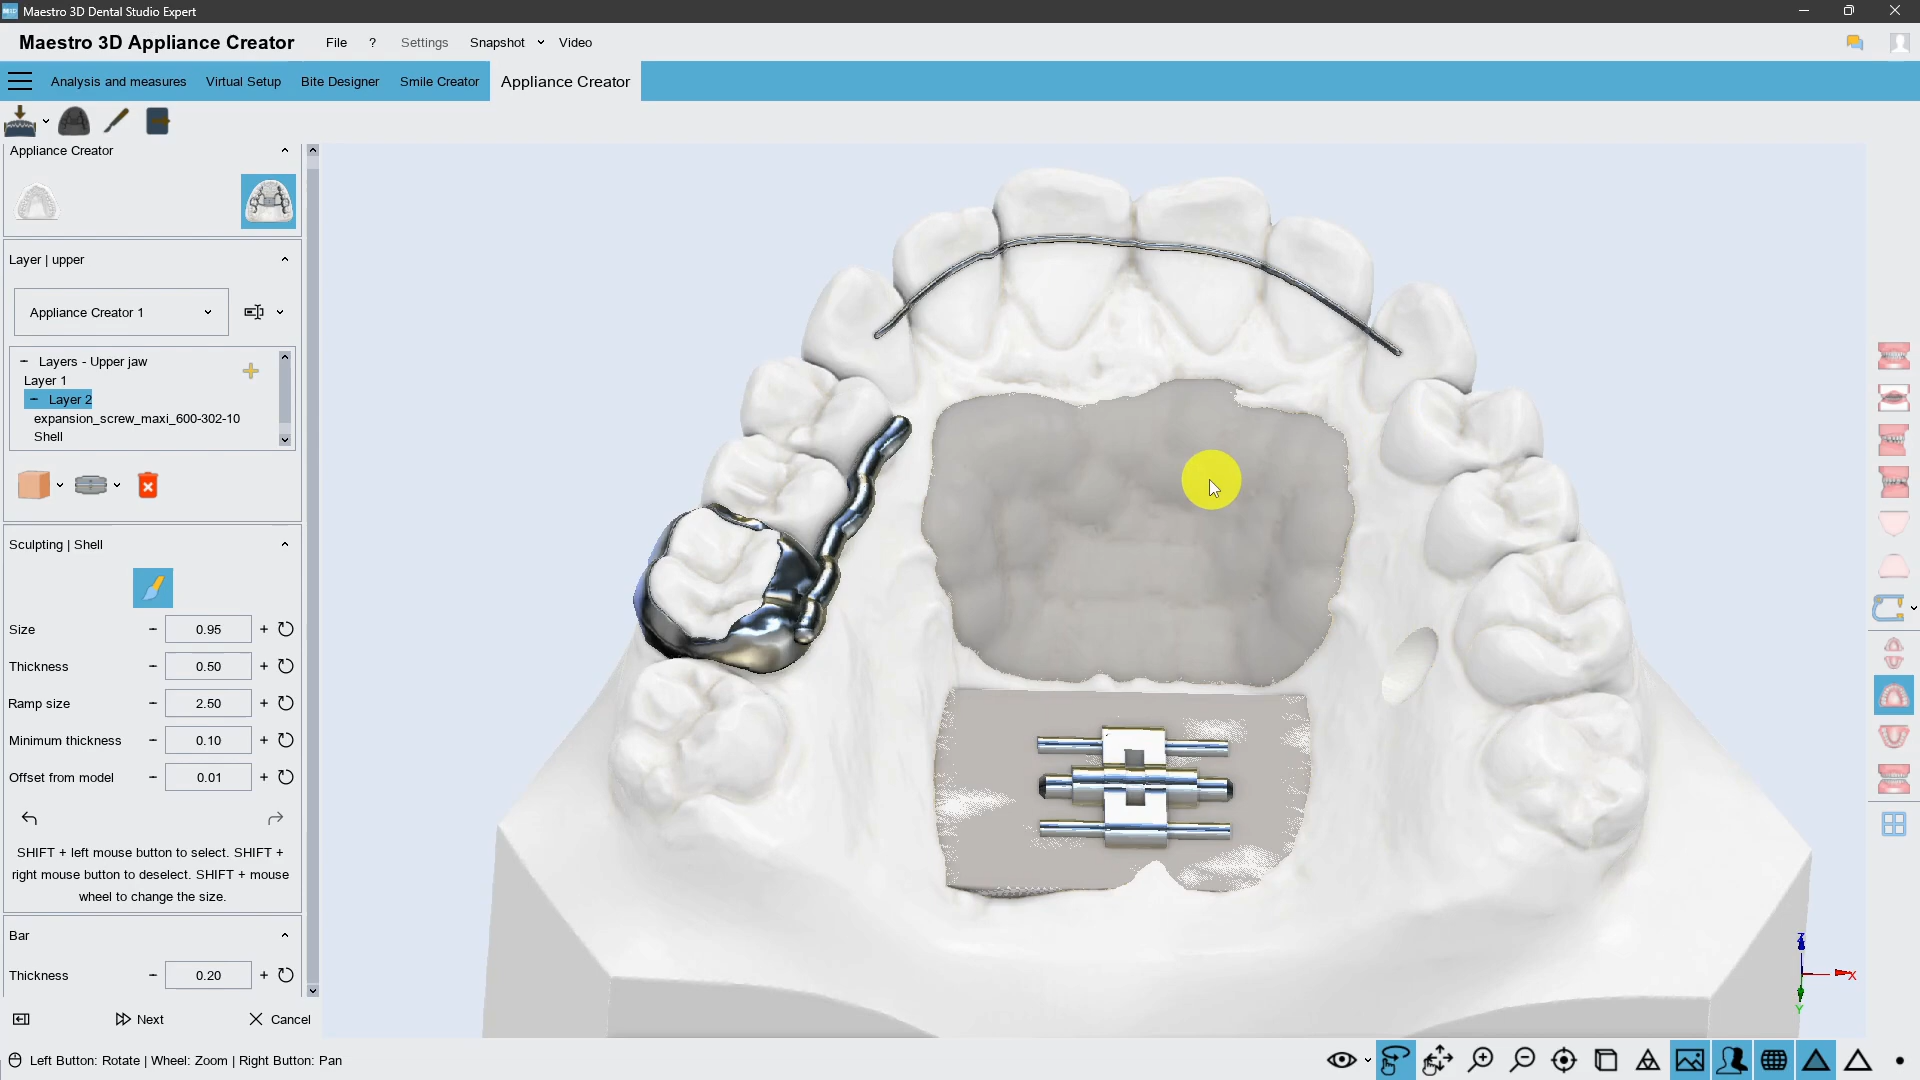 Maestro 3D Dental Studio Expert
Maestro 3D Appliance Creator
File ? Settings Snapshot Video
Analysis and measures Virtual Setup Bite Designer Smile Creator Appliance Creator
Appliance Creator
Layer | upper
Appliance Creator 1
Layers - Upper jaw
Layer 1
Layer 2
expansion_screw_maxi_600-302-10
Shell
Sculpting | Shell
Size - 0.95 +
Thickness - 0.50 +
Ramp size - 2.50 +
Minimum thickness - 0.10 +
Offset from model - 0.01 +
SHIFT + left mouse button to select. SHIFT +
right mouse button to deselect. SHIFT + mouse
wheel to change the size.
Bar
Thickness - 0.20 +
Next Cancel
Z
X
Y
Left Button: Rotate | Wheel: Zoom | Right Button: Pan